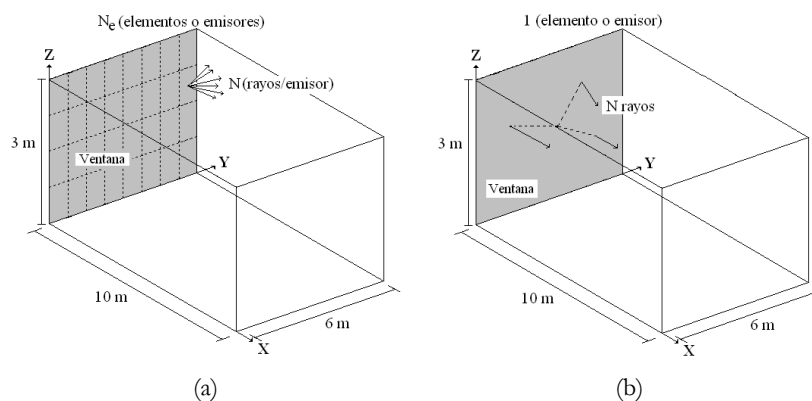 Nₑ (elementos o emisores)
Z
N (rayos/emisor)
3 m
Ventana
Y
10 m
6 m
X
(a)
1 (elemento o emisor)
Z
N rayos
3 m
Y
Ventana
10 m
6 m
X
(b)